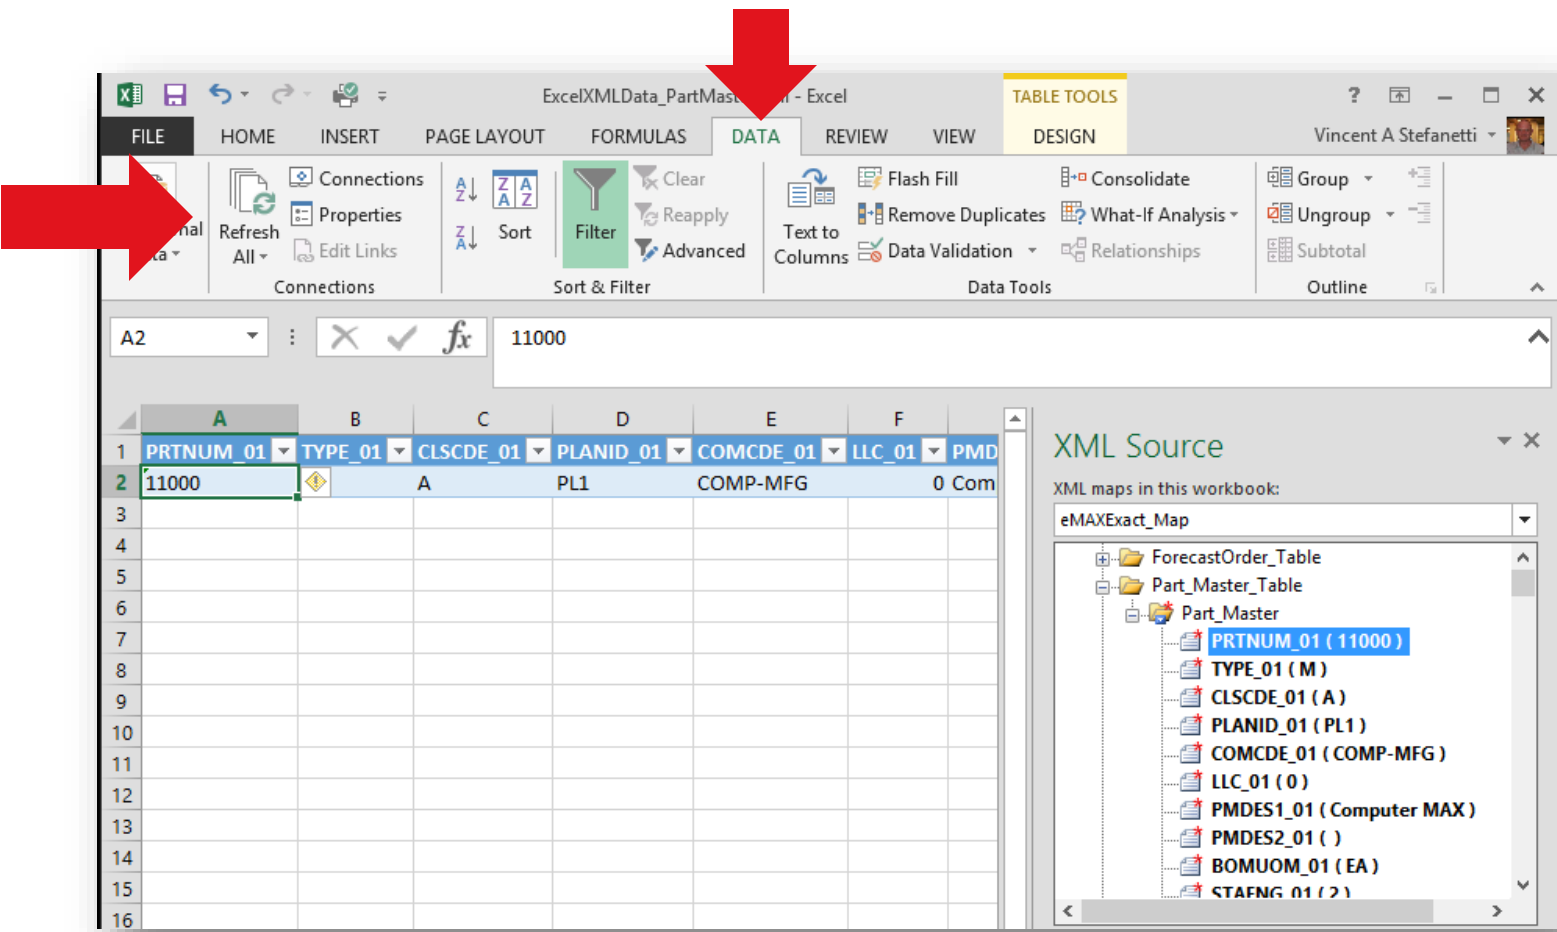 ExcelXMLData_PartMast - Excel
TABLE TOOLS
?
FILE HOME INSERT PAGE LAYOUT FORMULAS DATA REVIEW VIEW DESIGN Vincent A Stefanetti
Refresh All
Connections
Properties
Edit Links
Connections
Sort
Filter
Clear
Reapply
Advanced
Sort & Filter
Text to Columns
Flash Fill
Remove Duplicates
Data Validation
Consolidate
What-If Analysis
Relationships
Data Tools
Group
Ungroup
Subtotal
Outline
A2 fx 11000
A B C D E F
1 PRTNUM_01 TYPE_01 CLSCDE_01 PLANID_01 COMCDE_01 LLC_01 PMD
2 11000 A PL1 COMP-MFG 0 Com
3
4
5
6
7
8
9
10
11
12
13
14
15
16
XML Source
XML maps in this workbook:
eMAXExact_Map
ForecastOrder_Table
Part_Master_Table
Part_Master
PRTNUM_01 ( 11000 )
TYPE_01 ( M )
CLSCDE_01 ( A )
PLANID_01 ( PL1 )
COMCDE_01 ( COMP-MFG )
LLC_01 ( 0 )
PMDES1_01 ( Computer MAX )
PMDES2_01 ( )
BOMUOM_01 ( EA )
STAENG_01 ( 2 )